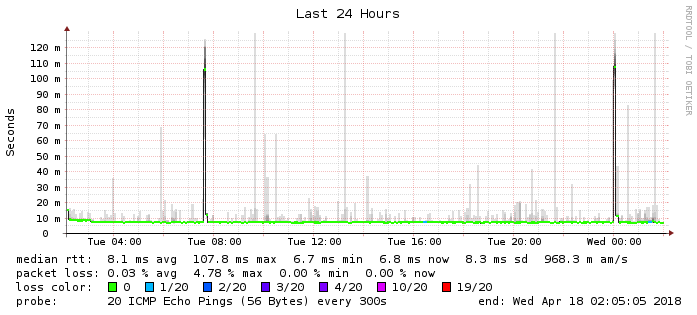 Last 24 Hours
RRDTOOL / TOBI OETIKER
Seconds
120 m
110 m
100 m
90 m
80 m
70 m
60 m
50 m
40 m
30 m
20 m
10 m
0
Tue 04:00 Tue 08:00 Tue 12:00 Tue 16:00 Tue 20:00 Wed 00:00
median rtt: 8.1 ms avg 107.8 ms max 6.7 ms min 6.8 ms now 8.3 ms sd 968.3 m am/s
packet loss: 0.03 % avg 4.78 % max 0.00 % min 0.00 % now
loss color: 0 1/20 2/20 3/20 4/20 10/20 19/20
probe: 20 ICMP Echo Pings (56 Bytes) every 300s end: Wed Apr 18 02:05:05 2018